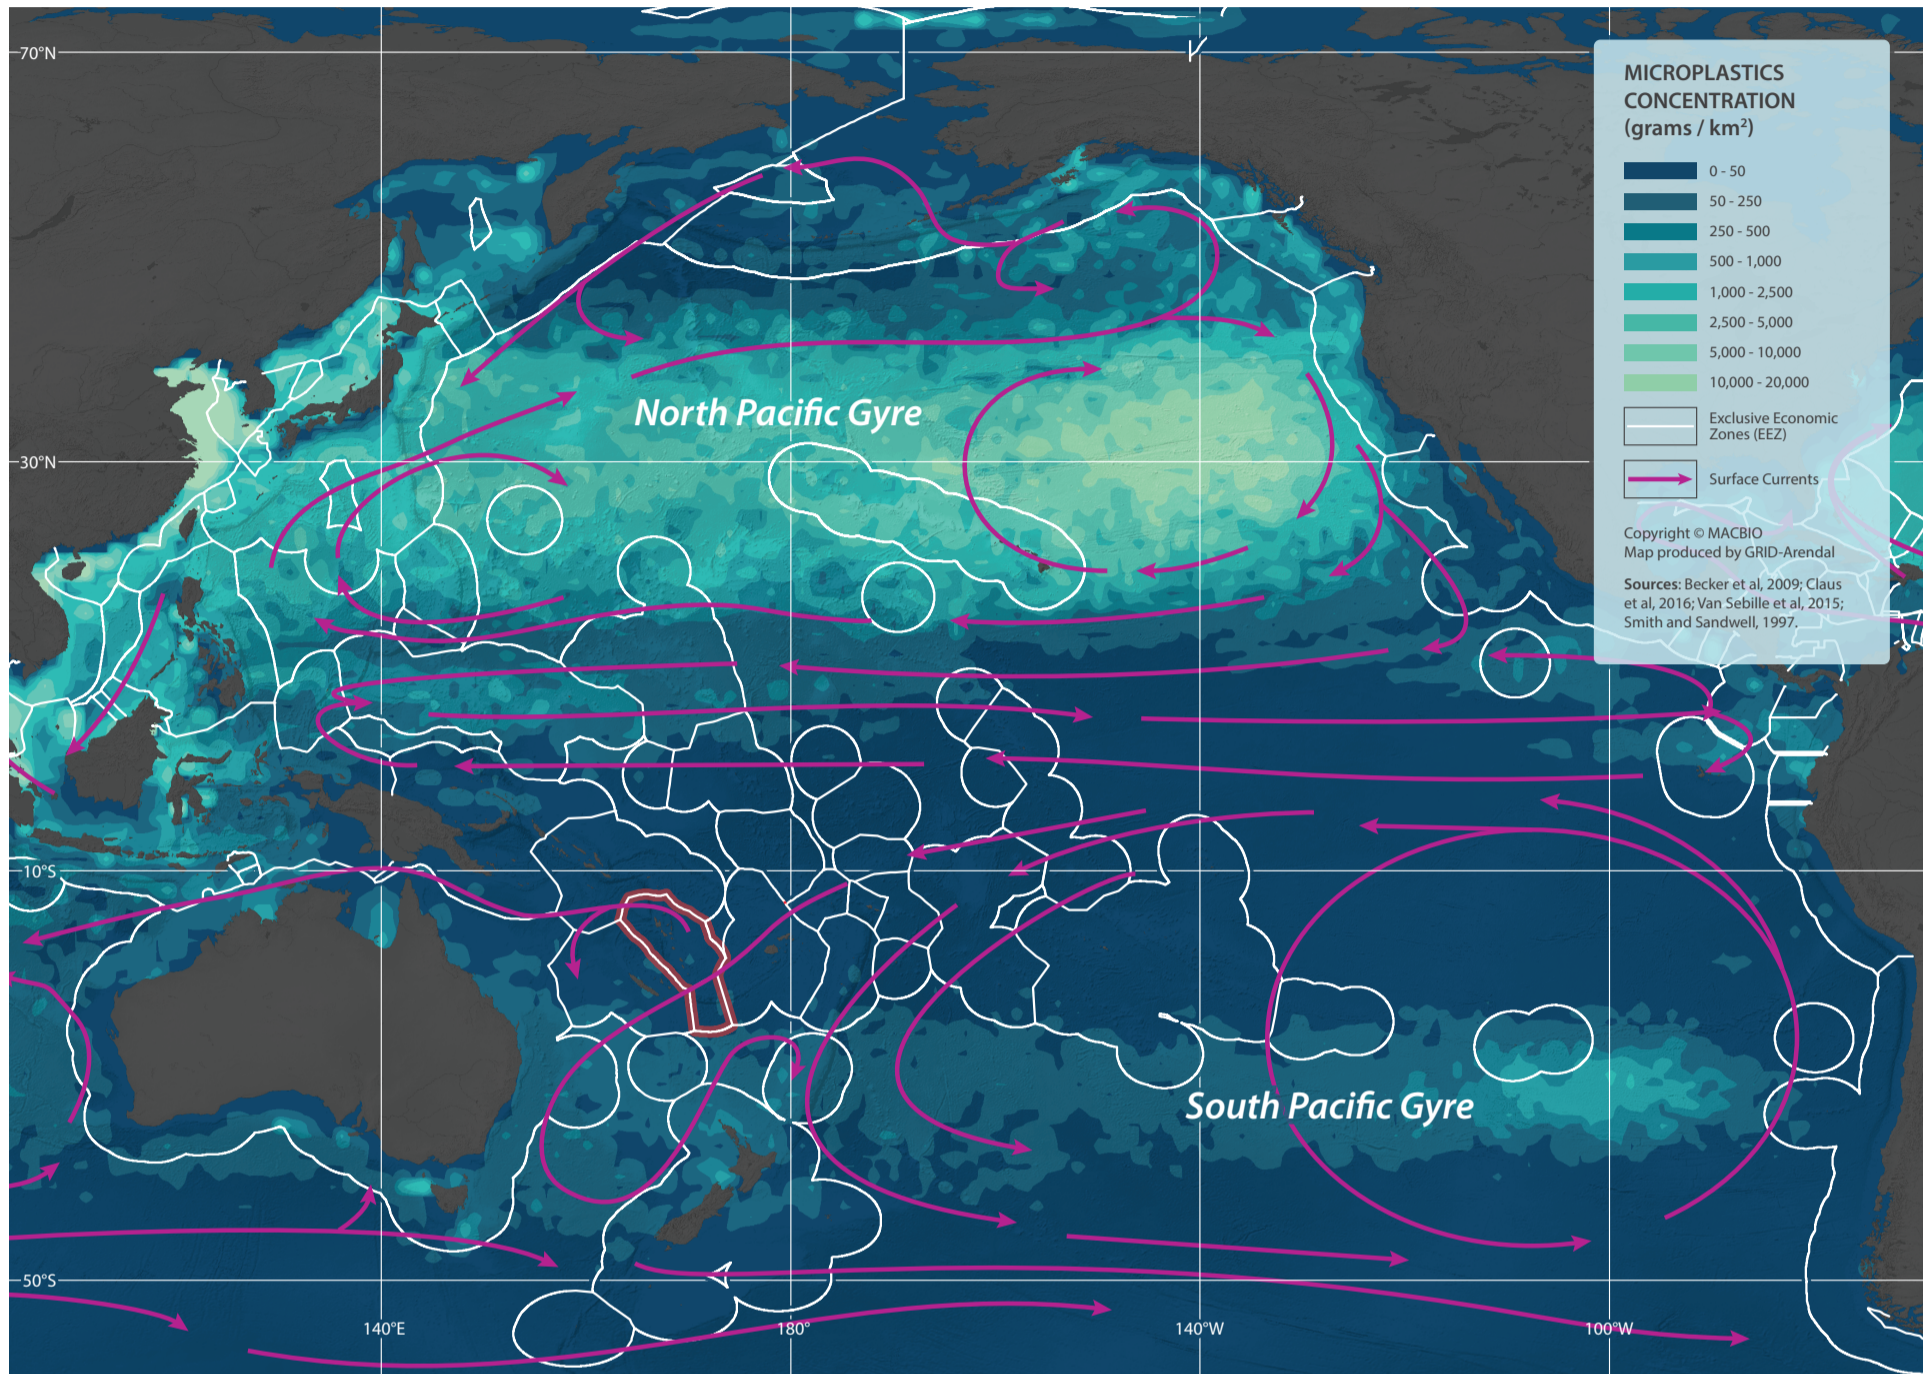 70°N
30°N
10°S
50°S
140°E
180°
140°W
100°W
North Pacific Gyre
South Pacific Gyre
MICROPLASTICS
CONCENTRATION
(grams / km²)
0 - 50
50 - 250
250 - 500
500 - 1,000
1,000 - 2,500
2,500 - 5,000
5,000 - 10,000
10,000 - 20,000
Exclusive Economic
Zones (EEZ)
Surface Currents
Copyright © MACBIO
Map produced by GRID-Arendal
Sources: Becker et al, 2009; Claus
et al, 2016; Van Sebille et al, 2015;
Smith and Sandwell, 1997.